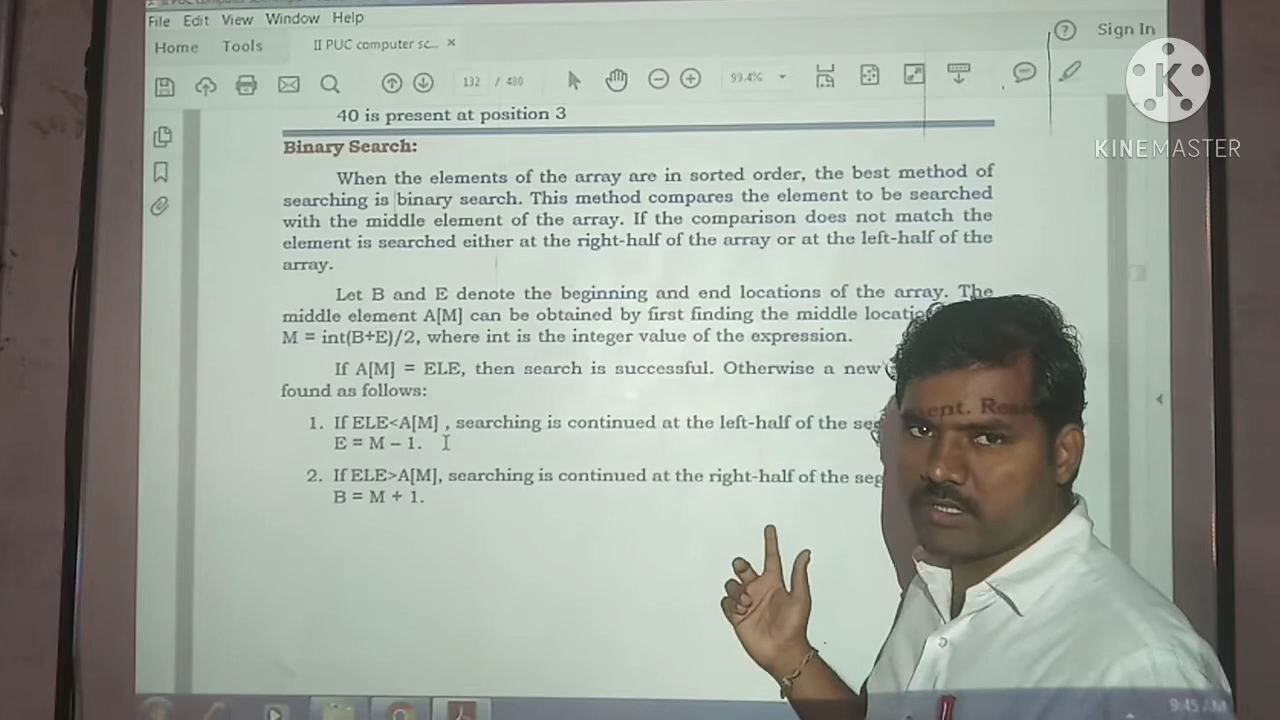 File Edit View Window Help
Home Tools II PUC computer sc... ×
Sign In
132 / 480 99.4%
K
KINEMASTER
40 is present at position 3
Binary Search:
When the elements of the array are in sorted order, the best method of
searching is binary search. This method compares the element to be searched
with the middle element of the array. If the comparison does not match the
element is searched either at the right-half of the array or at the left-half of the
array.
Let B and E denote the beginning and end locations of the array. The
middle element A[M] can be obtained by first finding the middle locatio
M = int(B+E)/2, where int is the integer value of the expression.
If A[M] = ELE, then search is successful. Otherwise a new
found as follows:
1. If ELE<A[M] , searching is continued at the left-half of the seg
E = M – 1.
2. If ELE>A[M], searching is continued at the right-half of the seg
B = M + 1.
9:45 AM